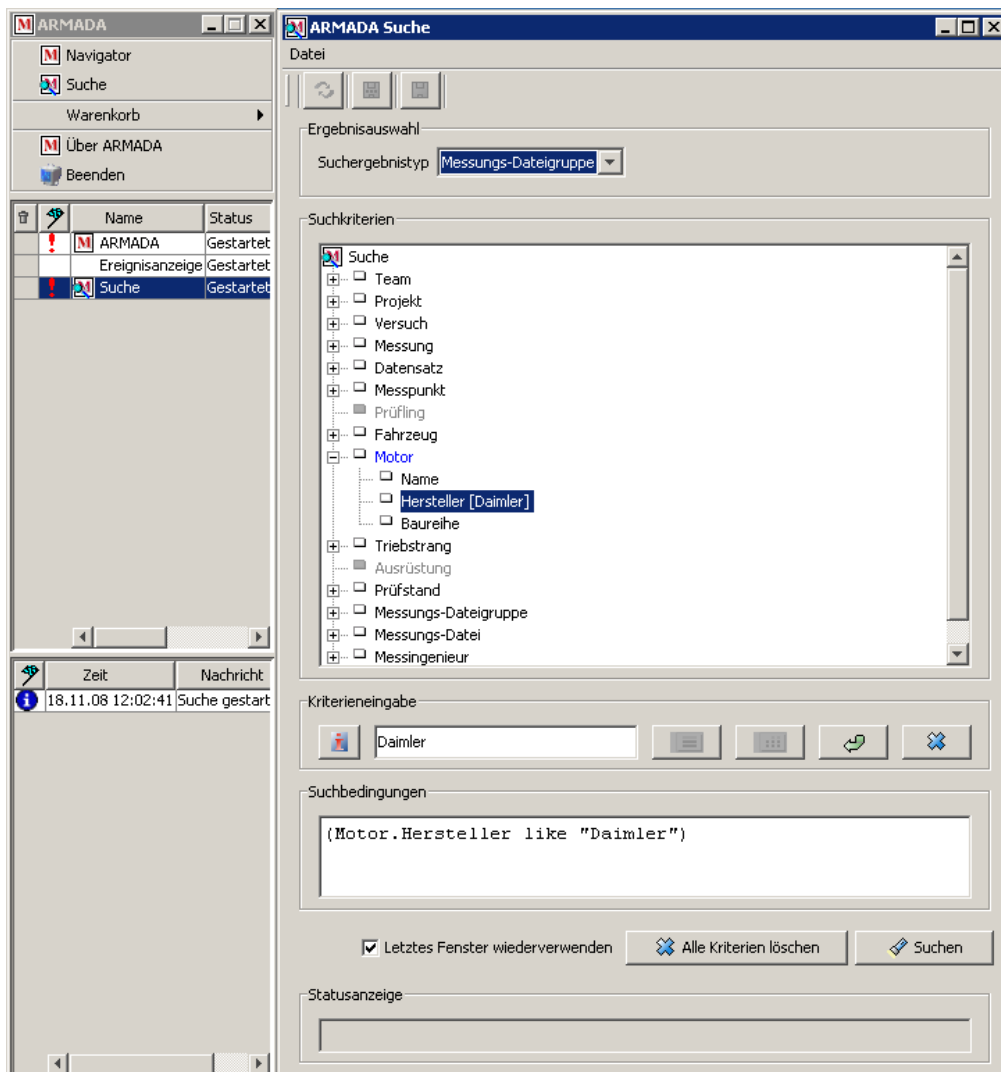 ARMADA
Navigator
Suche
Warenkorb
Über ARMADA
Beenden
Name Status
ARMADA Gestartet
Ereignisanzeige Gestartet
Suche Gestartet
Zeit Nachricht
18.11.08 12:02:41 Suche gestart
ARMADA Suche
Datei
Ergebnisauswahl
Suchergebnistyp Messungs-Dateigruppe
Suchkriterien
Suche
Team
Projekt
Versuch
Messung
Datensatz
Messpunkt
Prüfling
Fahrzeug
Motor
Name
Hersteller [Daimler]
Baureihe
Triebstrang
Ausrüstung
Prüfstand
Messungs-Dateigruppe
Messungs-Datei
Messingenieur
Kriterieneingabe
Daimler
Suchbedingungen
(Motor.Hersteller like "Daimler")
Letztes Fenster wiederverwenden Alle Kriterien löschen Suchen
Statusanzeige